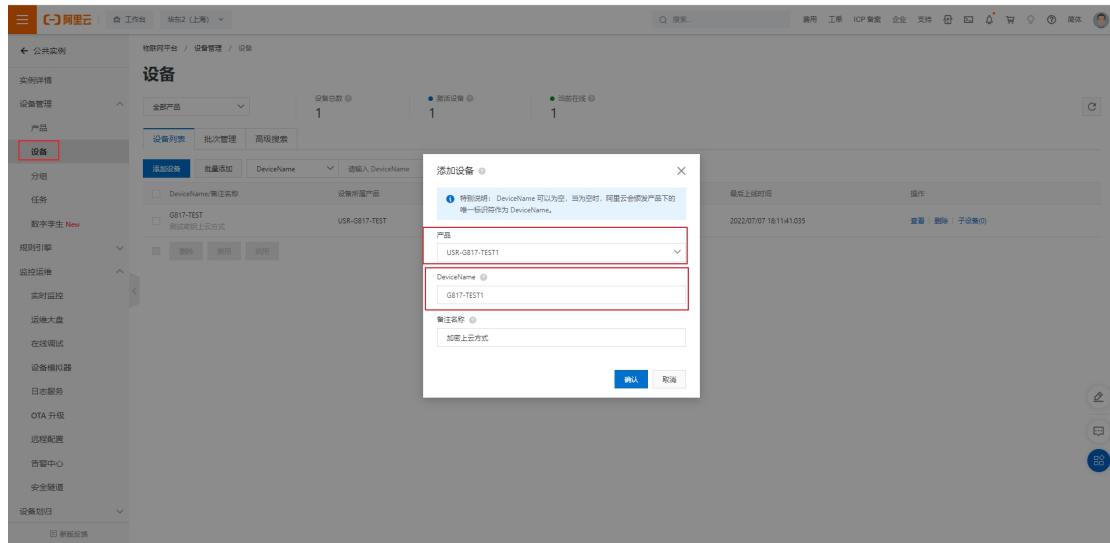 阿里云
工作台
华东2（上海）
搜索...
费用 工单 ICP 备案 企业 支持 简体
公共实例
实例详情
设备管理
产品
设备
分组
任务
数字孪生 New
规则引擎
监控运维
实时监控
运维大盘
在线调试
设备模拟器
日志服务
OTA 升级
远程配置
告警中心
安全隧道
设备划归
新版反馈
物联网平台 / 设备管理 / 设备
设备
全部产品
设备总数
1
激活设备
1
当前在线
1
设备列表 批次管理 高级搜索
添加设备 批量添加 DeviceName 请输入 DeviceName
DeviceName/备注名称 设备所属产品 最后上线时间 操作
G817-TEST
测试密钥上云方式
USR-G817-TEST 2022/07/07 18:11:41.035 查看 删除 子设备(0)
删除 禁用 启用
添加设备
特别说明：DeviceName 可以为空，当为空时，阿里云会颁发产品下的
唯一标识符作为 DeviceName。
产品
USR-G817-TEST1
DeviceName
G817-TEST1
备注名称
加密上云方式
确认 取消